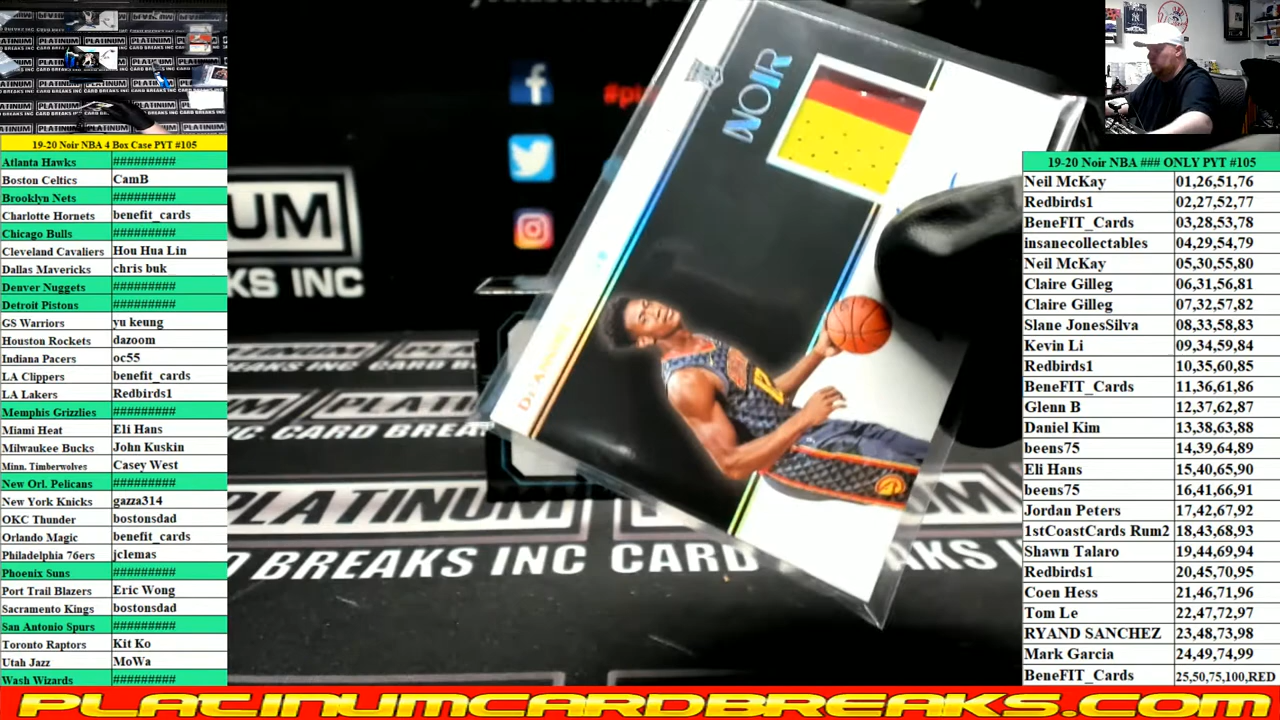 19-20 Noir NBA 4 Box Case PYT #105
Atlanta Hawks #########
Boston Celtics CamB
Brooklyn Nets #########
Charlotte Hornets benefit_cards
Chicago Bulls #########
Cleveland Cavaliers Hou Hua Lin
Dallas Mavericks chris buk
Denver Nuggets #########
Detroit Pistons #########
GS Warriors yu keung
Houston Rockets dazoom
Indiana Pacers oc55
LA Clippers benefit_cards
LA Lakers Redbirds1
Memphis Grizzlies #########
Miami Heat Eli Hans
Milwaukee Bucks John Kuskin
Minn. Timberwolves Casey West
New Orl. Pelicans #########
New York Knicks gazza314
OKC Thunder bostonsdad
Orlando Magic benefit_cards
Philadelphia 76ers jclemas
Phoenix Suns #########
Port Trail Blazers Eric Wong
Sacramento Kings bostonsdad
San Antonio Spurs #########
Toronto Raptors Kit Ko
Utah Jazz MoWa
Wash Wizards #########
NOIR
UM
KS INC
PLATINUM
CARD BREAKS INC
19-20 Noir NBA ### ONLY PYT #105
Neil McKay 01,26,51,76
Redbirds1 02,27,52,77
BeneFIT_Cards 03,28,53,78
insanecollectables 04,29,54,79
Neil McKay 05,30,55,80
Claire Gilleg 06,31,56,81
Claire Gilleg 07,32,57,82
Slane JonesSilva 08,33,58,83
Kevin Li 09,34,59,84
Redbirds1 10,35,60,85
BeneFIT_Cards 11,36,61,86
Glenn B 12,37,62,87
Daniel Kim 13,38,63,88
beens75 14,39,64,89
Eli Hans 15,40,65,90
beens75 16,41,66,91
Jordan Peters 17,42,67,92
1stCoastCards Rum2 18,43,68,93
Shawn Talaro 19,44,69,94
Redbirds1 20,45,70,95
Coen Hess 21,46,71,96
Tom Le 22,47,72,97
RYAND SANCHEZ 23,48,73,98
Mark Garcia 24,49,74,99
BeneFIT_Cards 25,50,75,100,RED
PLATINUMCARDBREAKS.COM